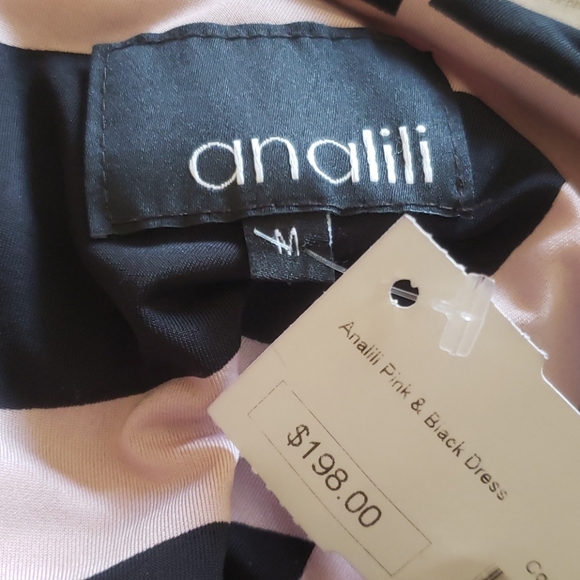 analili
M
Analili Pink & Black Dress
$198.00